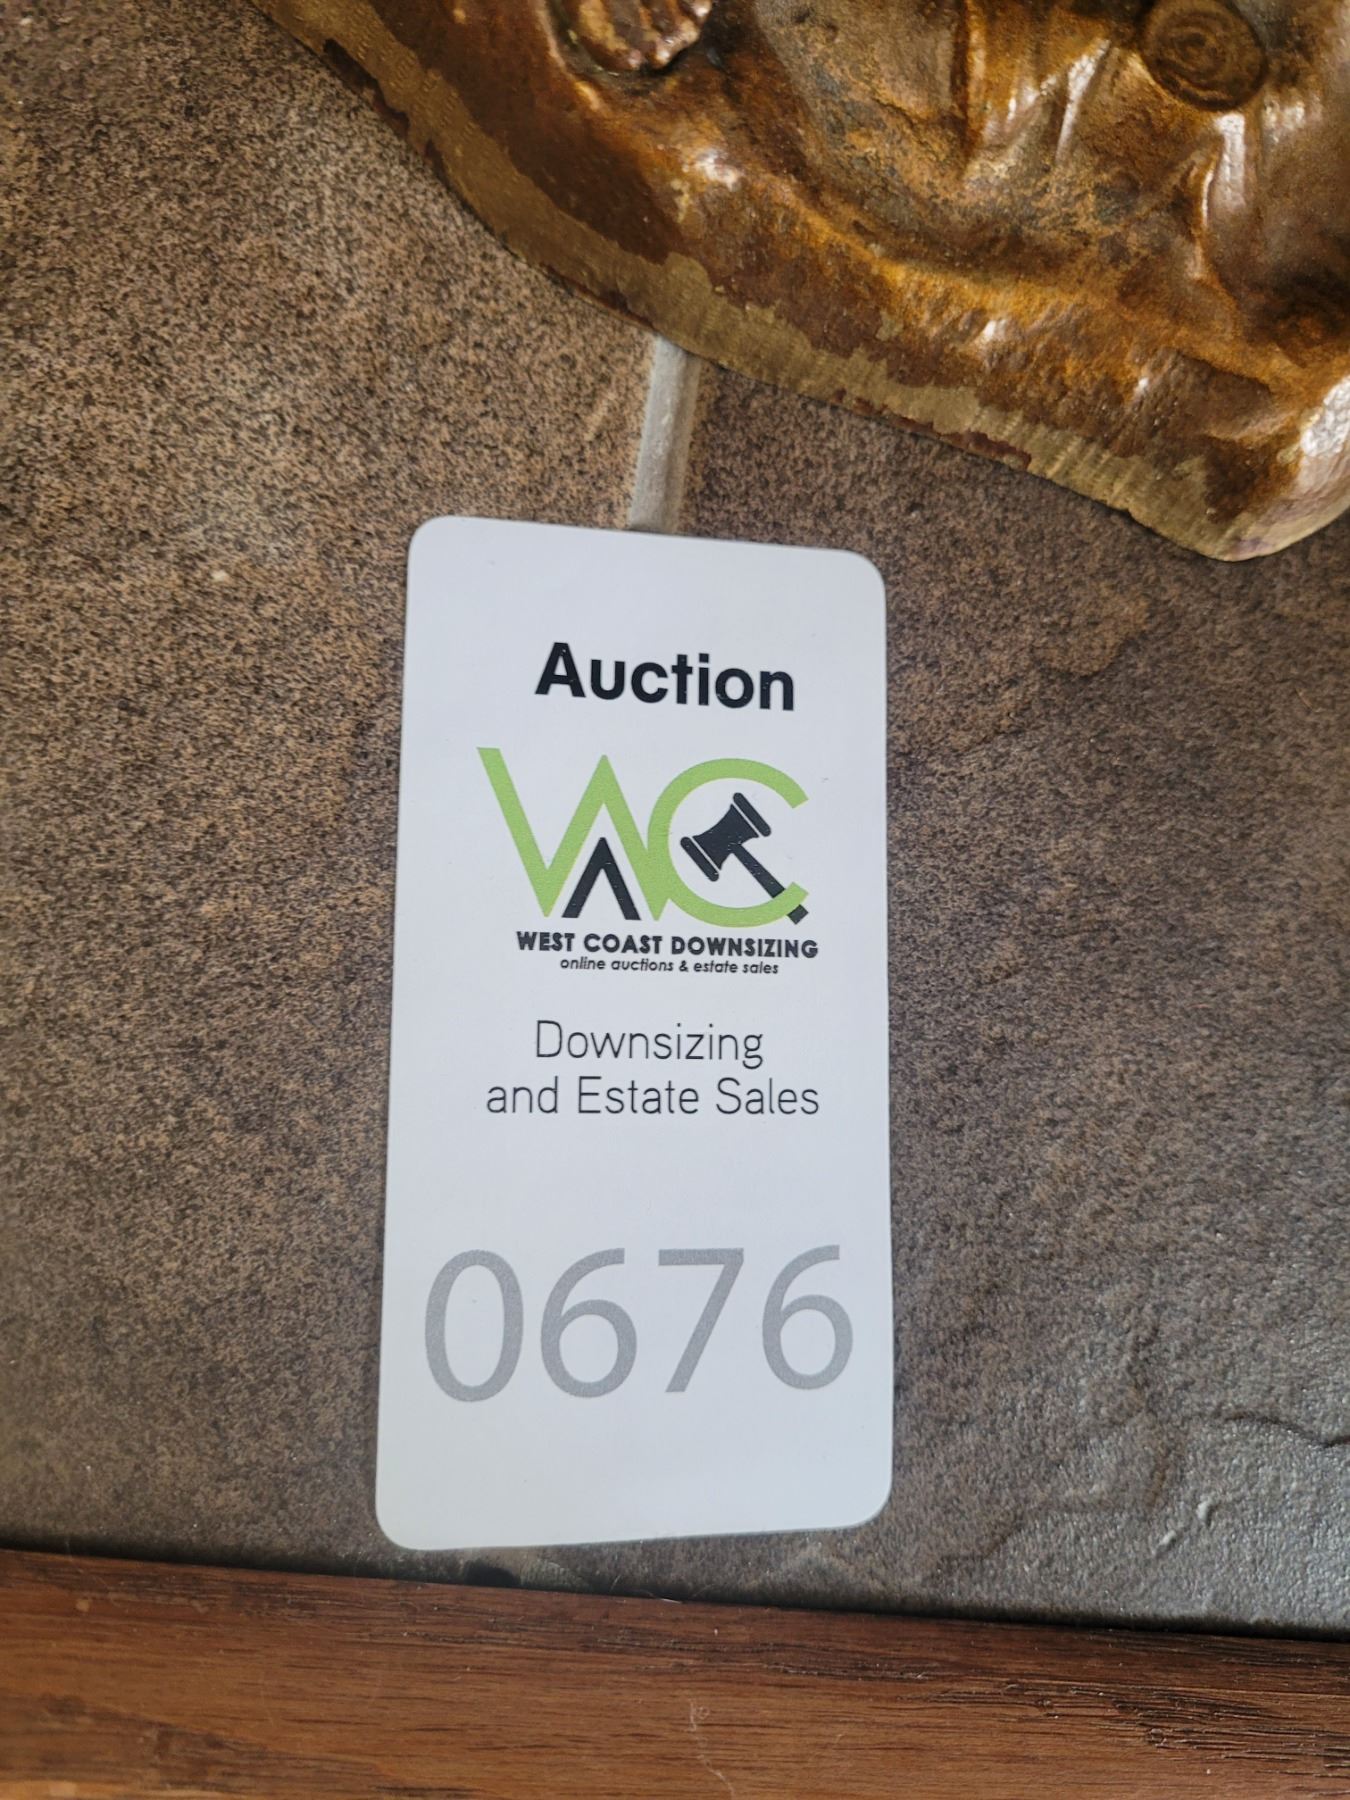 Auction
WC
WEST COAST DOWNSIZING
online auctions & estate sales
Downsizing
and Estate Sales
0676